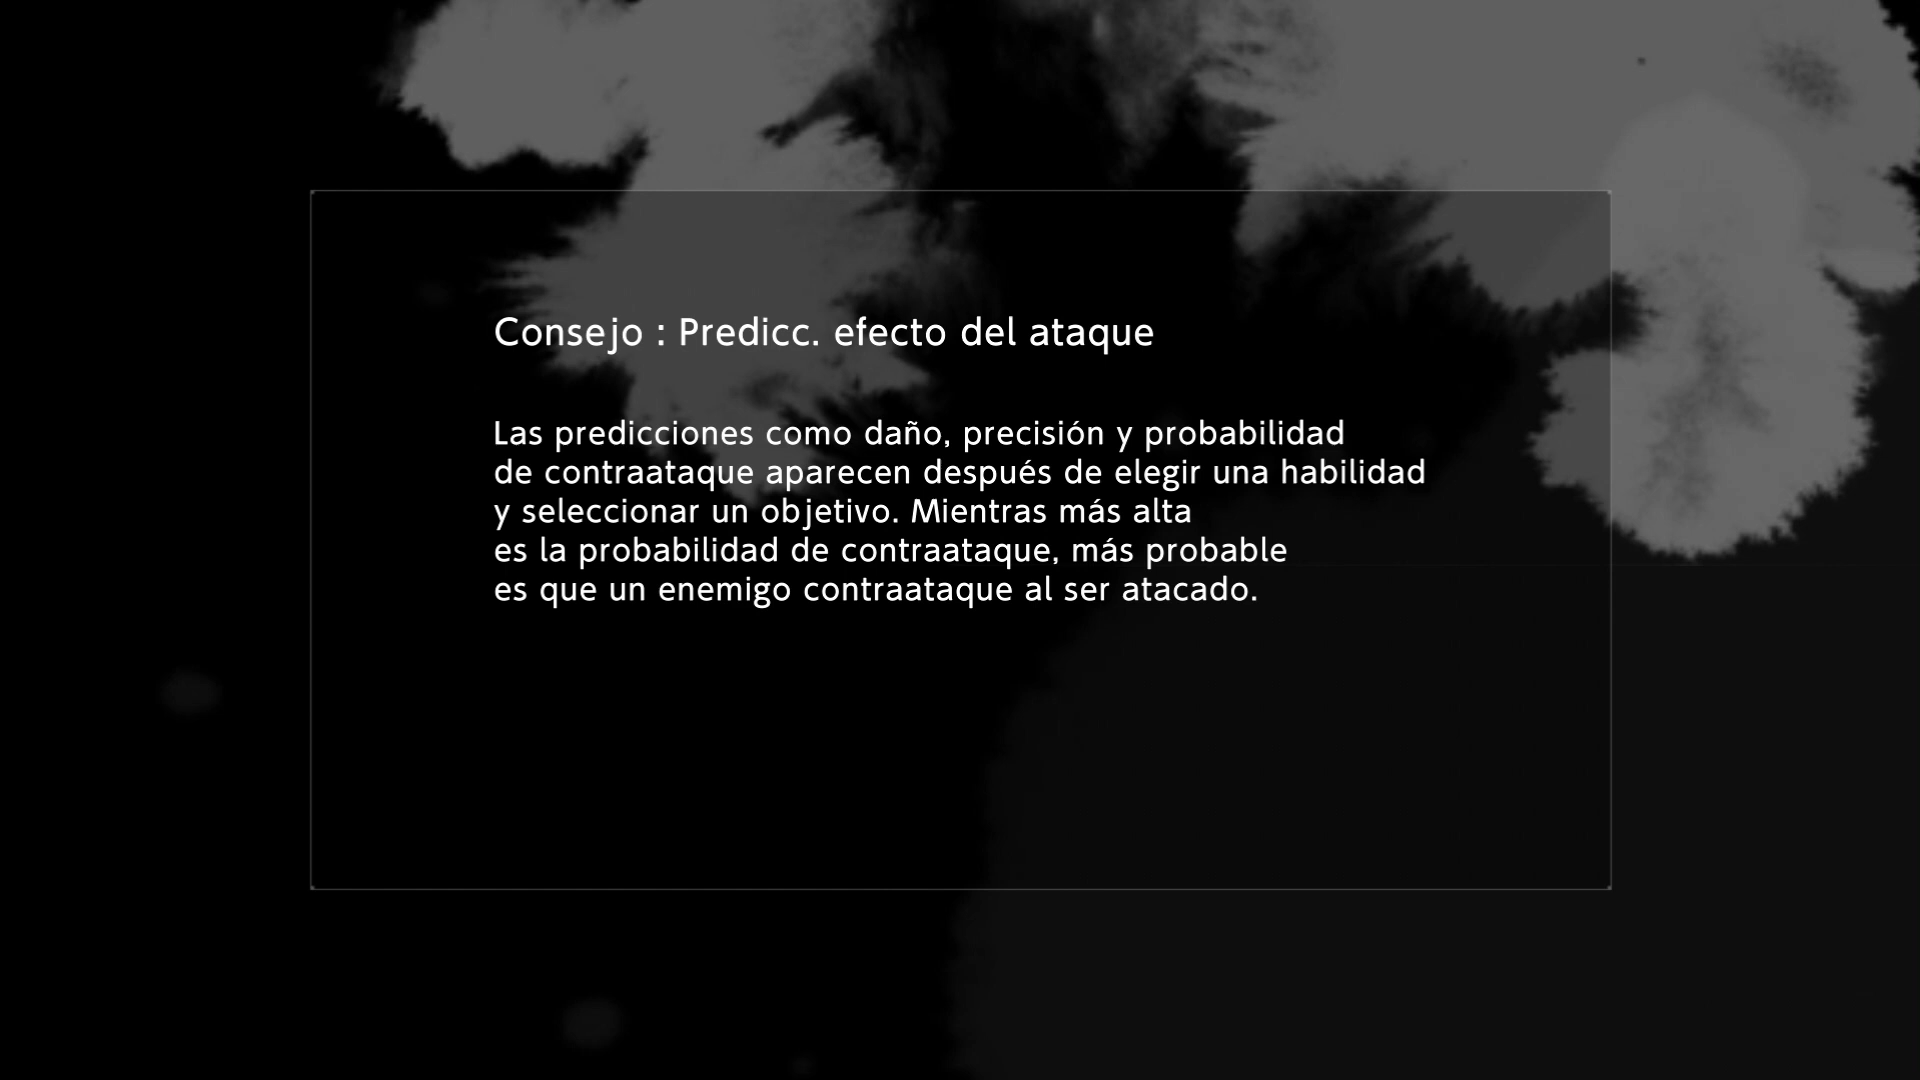 Consejo : Predicc. efecto del ataque
Las predicciones como daño, precisión y probabilidad
de contraataque aparecen después de elegir una habilidad
y seleccionar un objetivo. Mientras más alta
es la probabilidad de contraataque, más probable
es que un enemigo contraataque al ser atacado.